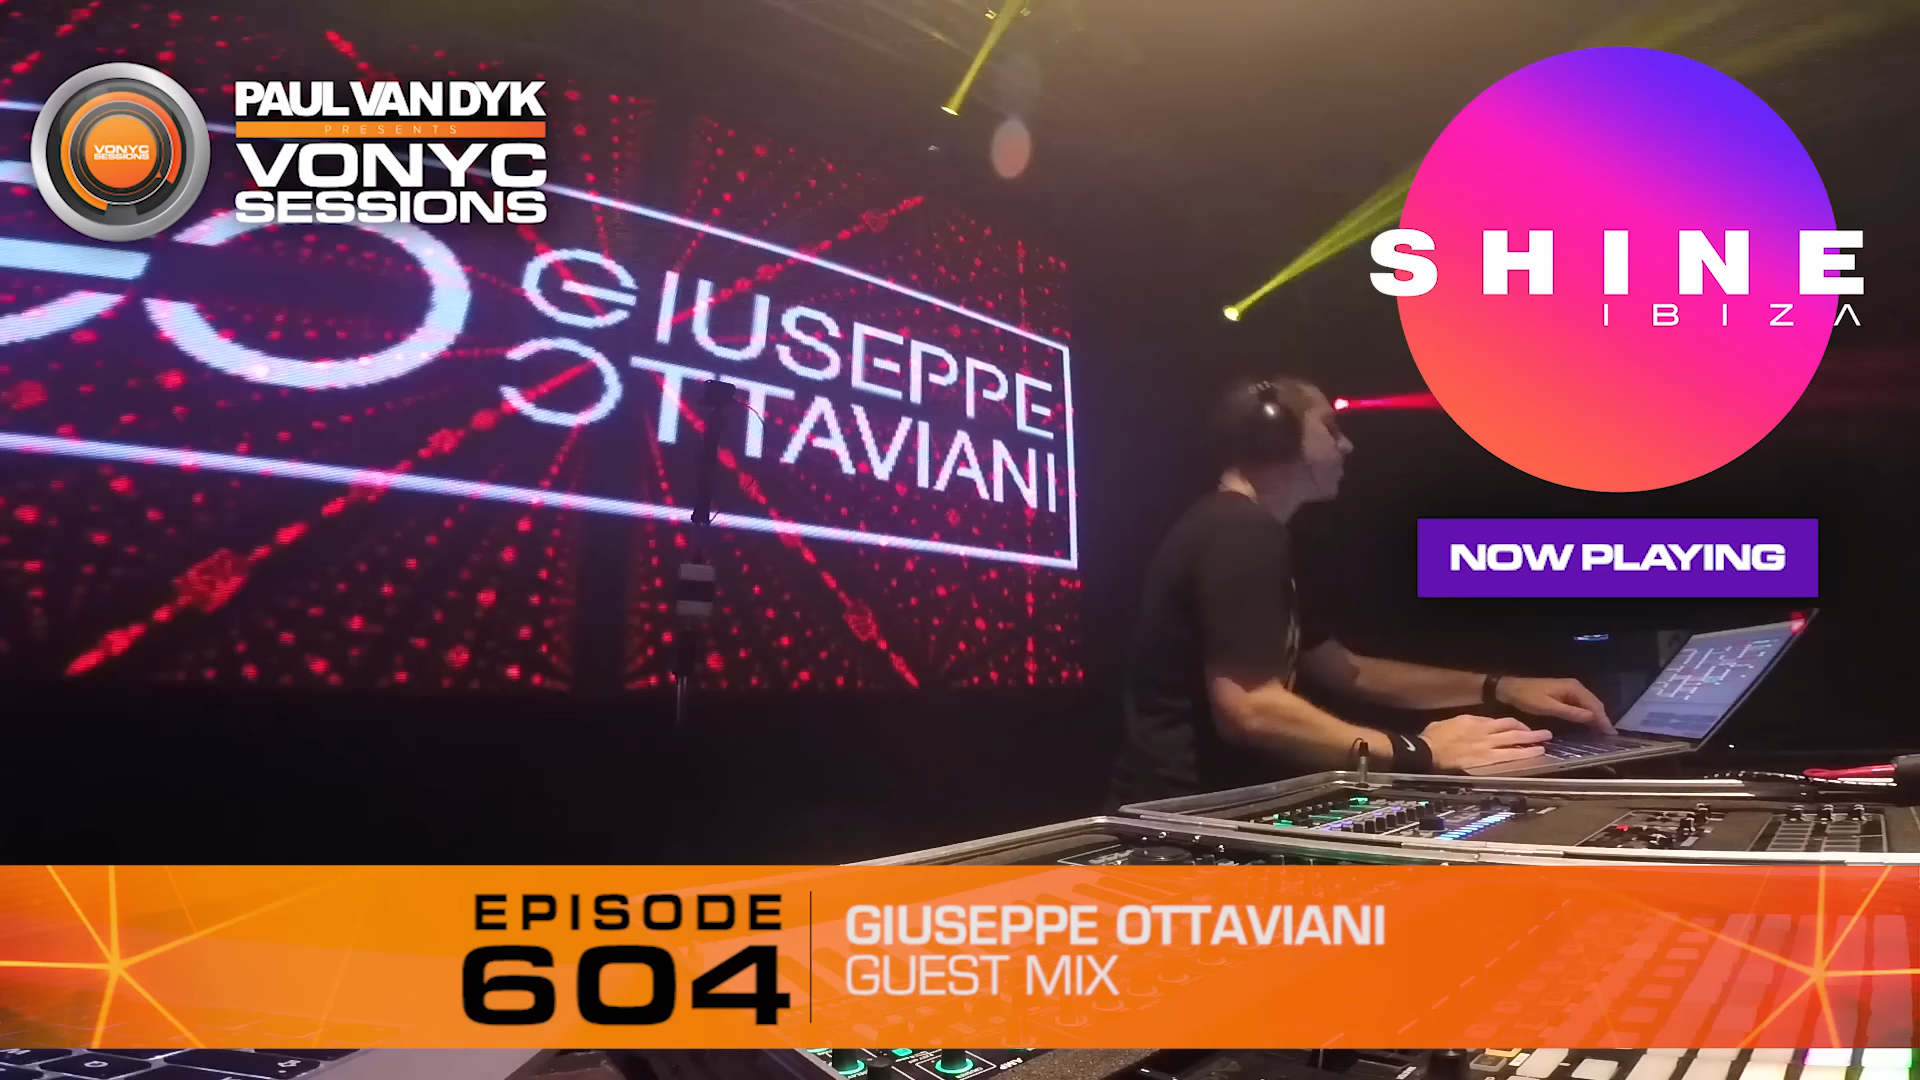 PAUL VAN DYK
PRESENTS
VONYC
SESSIONS
VONYC
SESSIONS
GIUSEPPE
OTTAVIANI
SHINE
IBIZA
NOW PLAYING
EPISODE
604
GIUSEPPE OTTAVIANI
GUEST MIX